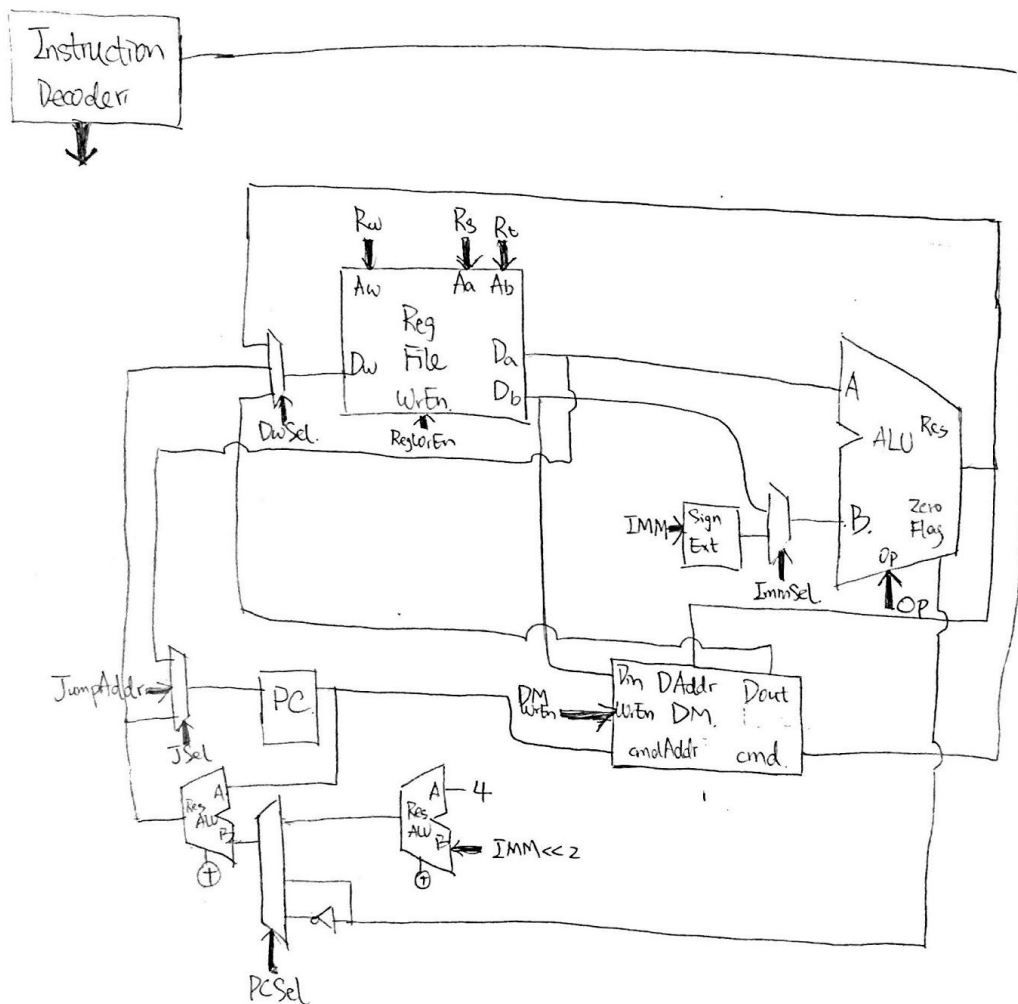 Instruction
Decoder
Rw
Rs
Rt
Aw
Aa
Ab
Reg
File
Dw
Da
Db
WrEn.
RegWrEn
DwSel.
A
ALU
Res
B.
Zero
Flag
Op
OP
IMM
Sign
Ext
ImmSel.
JumpAddr
PC.
JSel
Din
DAddr
Dout
DM
WrEn
WrEn
DM.
cmdAddr
cmd.
A
Res
ALU
B
+
A
4
Res
ALU
B
IMM<<2
+
PCSel